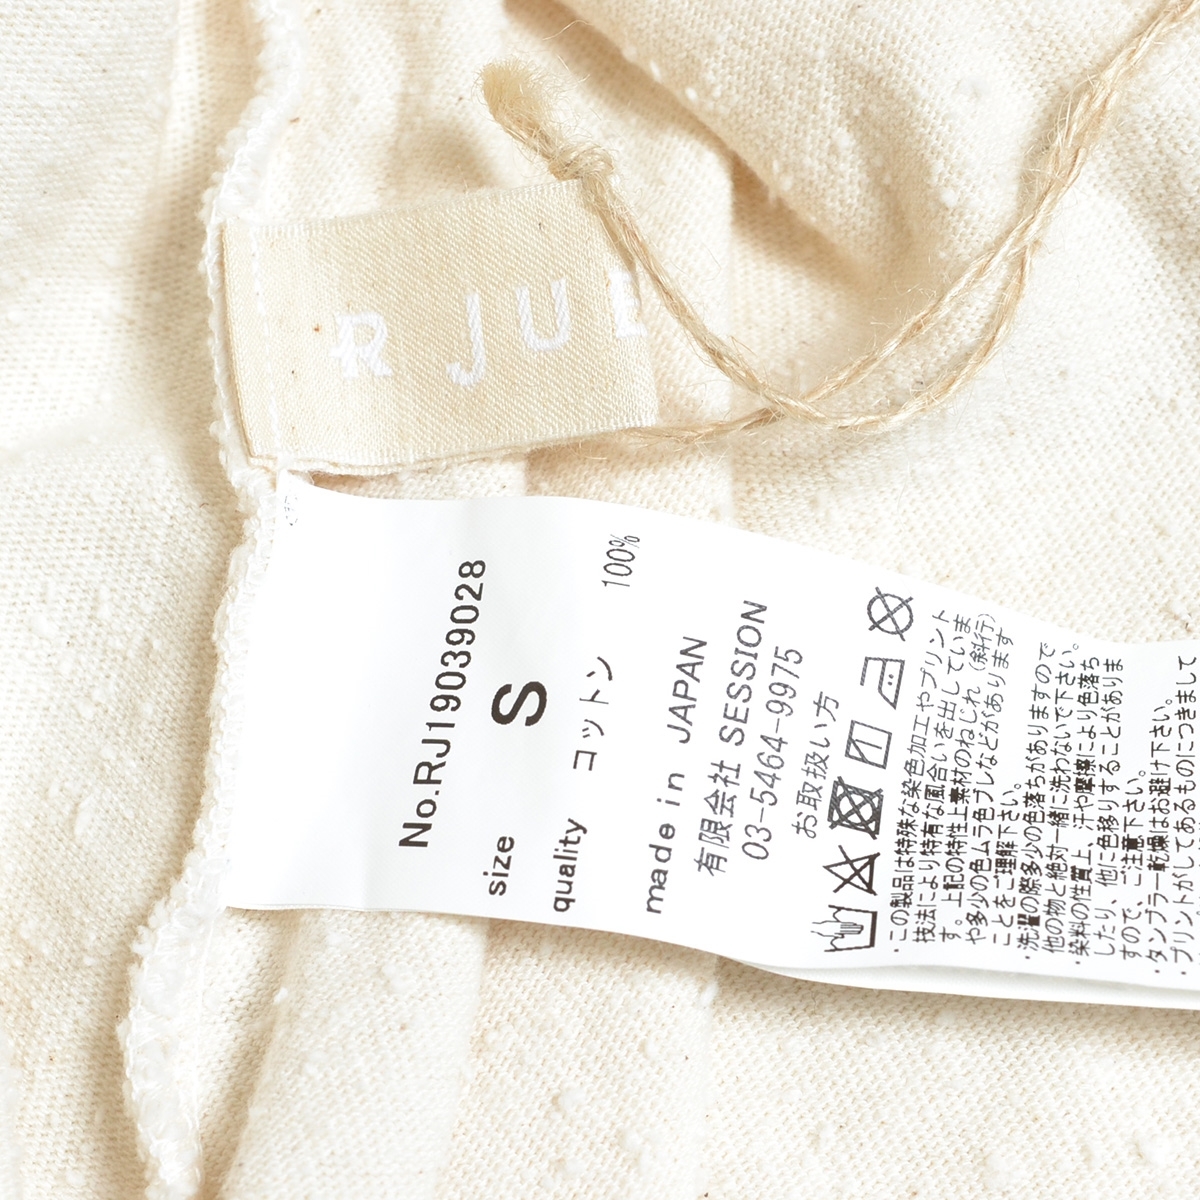 R JUB
No.RJ19039028
size S
quality コットン 100%
made in JAPAN
有限会社 SESSION
03-5464-9975
お取扱い方
・この製品は特殊な染色加工やプリント
技法により特有な風合いを出していま
す。上記の特性上素材のねじれ（斜行）
や多少の色ムラ色ブレなどがあります
ことをご理解下さい。
・洗濯の際多少の色落ちがありますので
他の物と絶対一緒に洗わないで下さい。
・染料の性質上、汗や摩擦により色落ち
したり、他に色移りすることがありま
すので、ご注意下さい。
・タンブラー乾燥はお避け下さい。
・プリントがしてあるものにつきまして